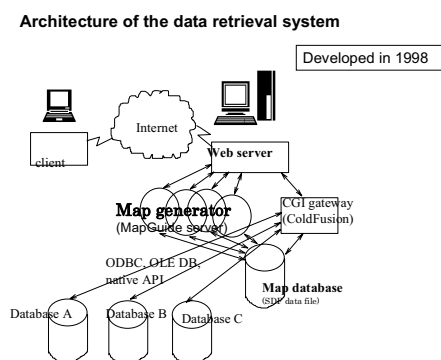 Architecture of the data retrieval system
Developed in 1998
Internet
client
Web server
Map generator
(MapGuide server)
CGI gateway
(ColdFusion)
ODBC, OLE DB,
native API
Map database
(SDF data file)
Database A
Database B
Database C